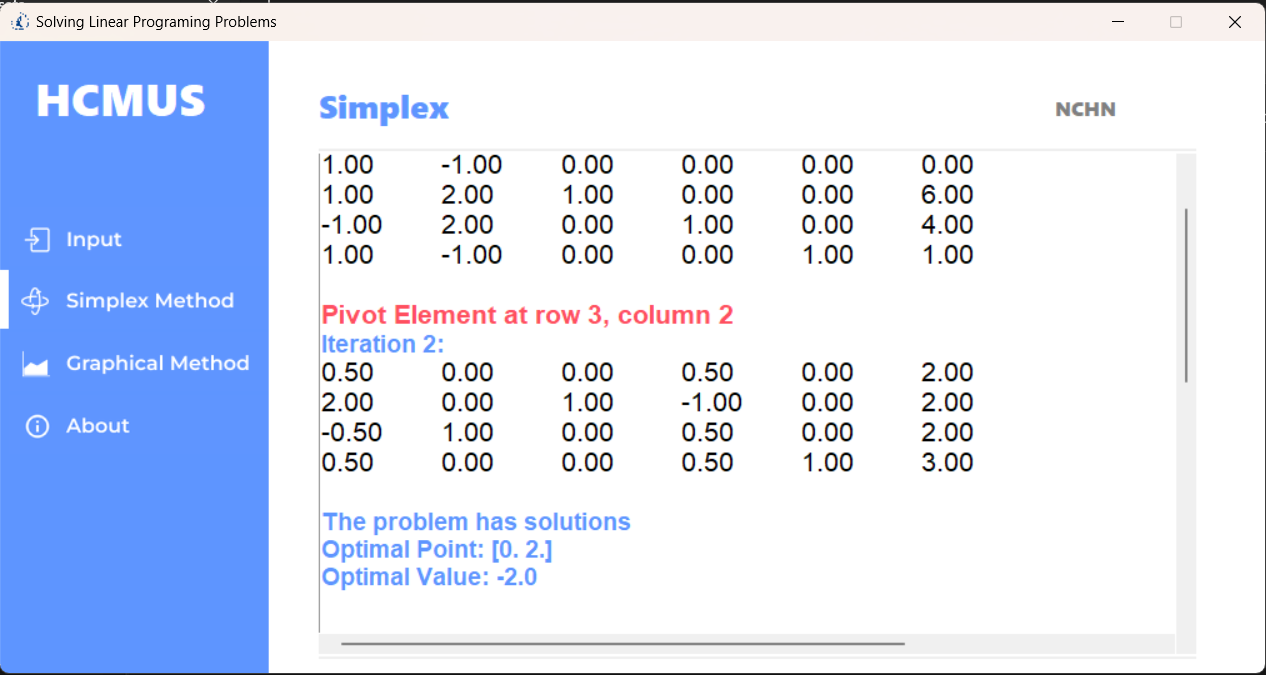 Solving Linear Programing Problems
HCMUS
Input
Simplex Method
Graphical Method
About
Simplex
NCHN
1.00 -1.00 0.00 0.00 0.00 0.00
1.00 2.00 1.00 0.00 0.00 6.00
-1.00 2.00 0.00 1.00 0.00 4.00
1.00 -1.00 0.00 0.00 1.00 1.00
Pivot Element at row 3, column 2
Iteration 2:
0.50 0.00 0.00 0.50 0.00 2.00
2.00 0.00 1.00 -1.00 0.00 2.00
-0.50 1.00 0.00 0.50 0.00 2.00
0.50 0.00 0.00 0.50 1.00 3.00
The problem has solutions
Optimal Point: [0. 2.]
Optimal Value: -2.0